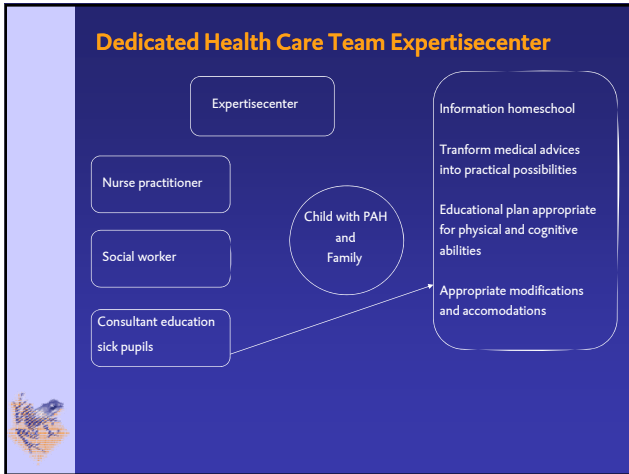 Dedicated Health Care Team Expertisecenter
Expertisecenter
Nurse practitioner
Social worker
Consultant education
sick pupils
Child with PAH
and
Family
Information homeschool
Tranform medical advices
into practical possibilities
Educational plan appropriate
for physical and cognitive
abilities
Appropriate modifications
and accomodations